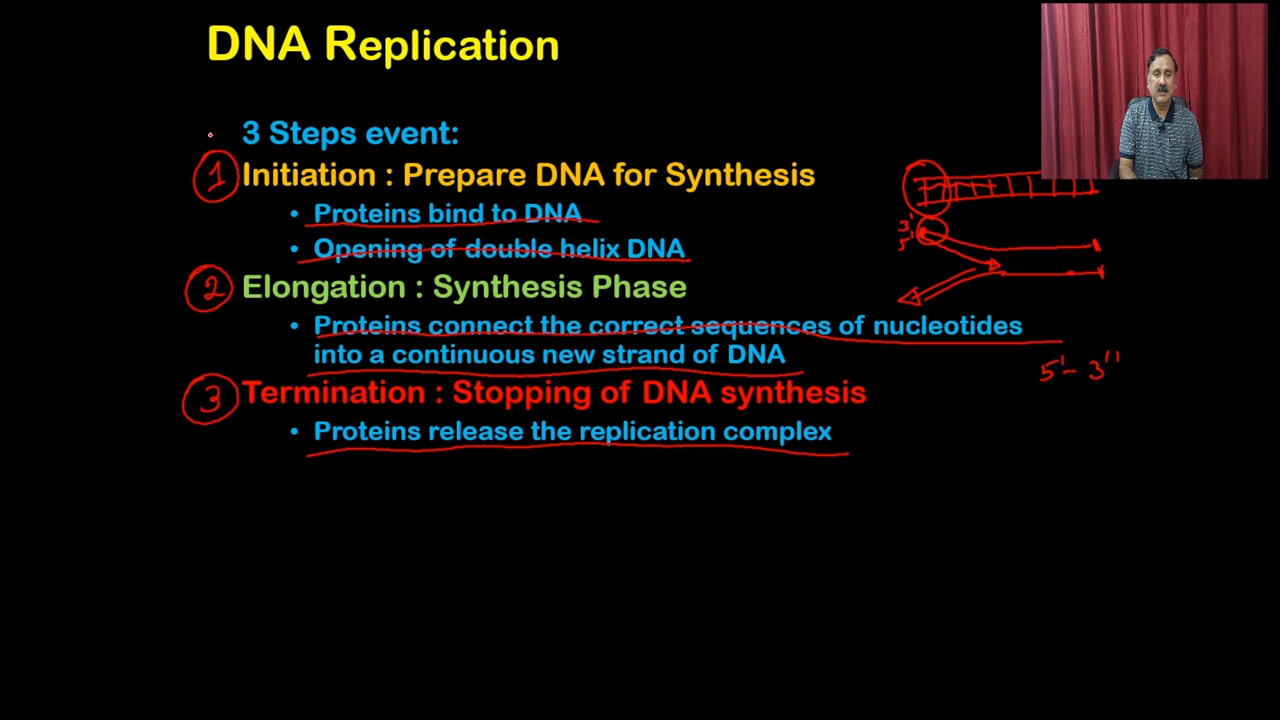 DNA Replication
3 Steps event:
1 Initiation : Prepare DNA for Synthesis
• Proteins bind to DNA
• Opening of double helix DNA
3'
5'
2 Elongation : Synthesis Phase
• Proteins connect the correct sequences of nucleotides
into a continuous new strand of DNA
5' - 3''
3 Termination : Stopping of DNA synthesis
• Proteins release the replication complex